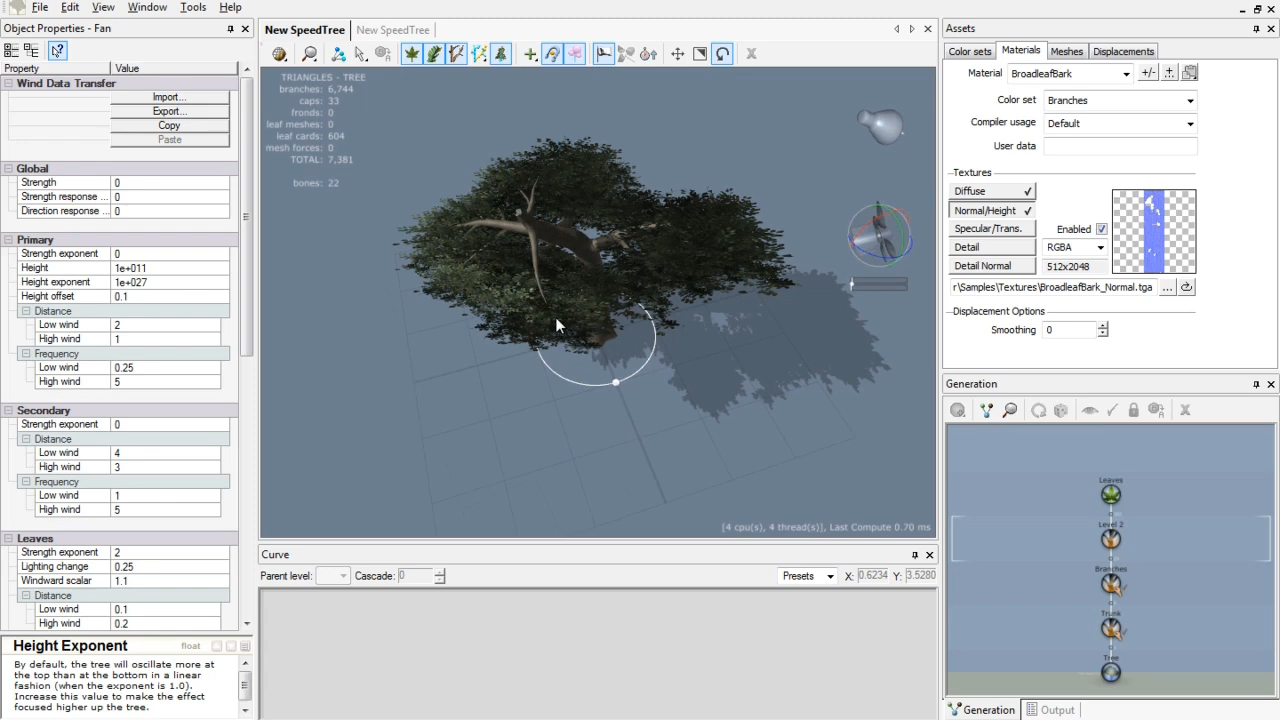 File Edit View Window Tools Help
Object Properties - Fan
Property Value
Wind Data Transfer
Import...
Export...
Copy
Paste
Global
Strength 0
Strength response ... 0
Direction response ... 0
Primary
Strength exponent 0
Height 1e+011
Height exponent 1e+027
Height offset 0.1
Distance
Low wind 2
High wind 1
Frequency
Low wind 0.25
High wind 5
Secondary
Strength exponent 0
Distance
Low wind 4
High wind 3
Frequency
Low wind 1
High wind 5
Leaves
Strength exponent 2
Lighting change 0.25
Windward scalar 1.1
Distance
Low wind 0.1
High wind 0.2
Height Exponent float
By default, the tree will oscillate more at
the top than at the bottom in a linear
fashion (when the exponent is 1.0).
Increase this value to make the effect
focused higher up the tree.
New SpeedTree New SpeedTree
TRIANGLES - TREE
branches: 6,744
caps: 33
fronds: 0
leaf meshes: 0
leaf cards: 604
mesh forces: 0
TOTAL: 7,381
bones: 22
[4 cpu(s), 4 thread(s)], Last Compute 0.70 ms
Curve
Parent level: Cascade: 0 Presets X: 0.6234 Y: 3.5280
Assets
Color sets Materials Meshes Displacements
Material BroadleafBark +/-
Color set Branches
Compiler usage Default
User data
Textures
Diffuse
Normal/Height
Specular/Trans. Enabled
Detail RGBA
Detail Normal 512x2048
r\Samples\Textures\BroadleafBark_Normal.tga ...
Displacement Options
Smoothing 0
Generation
Leaves
Level 2
Branches
Trunk
Tree
Generation Output